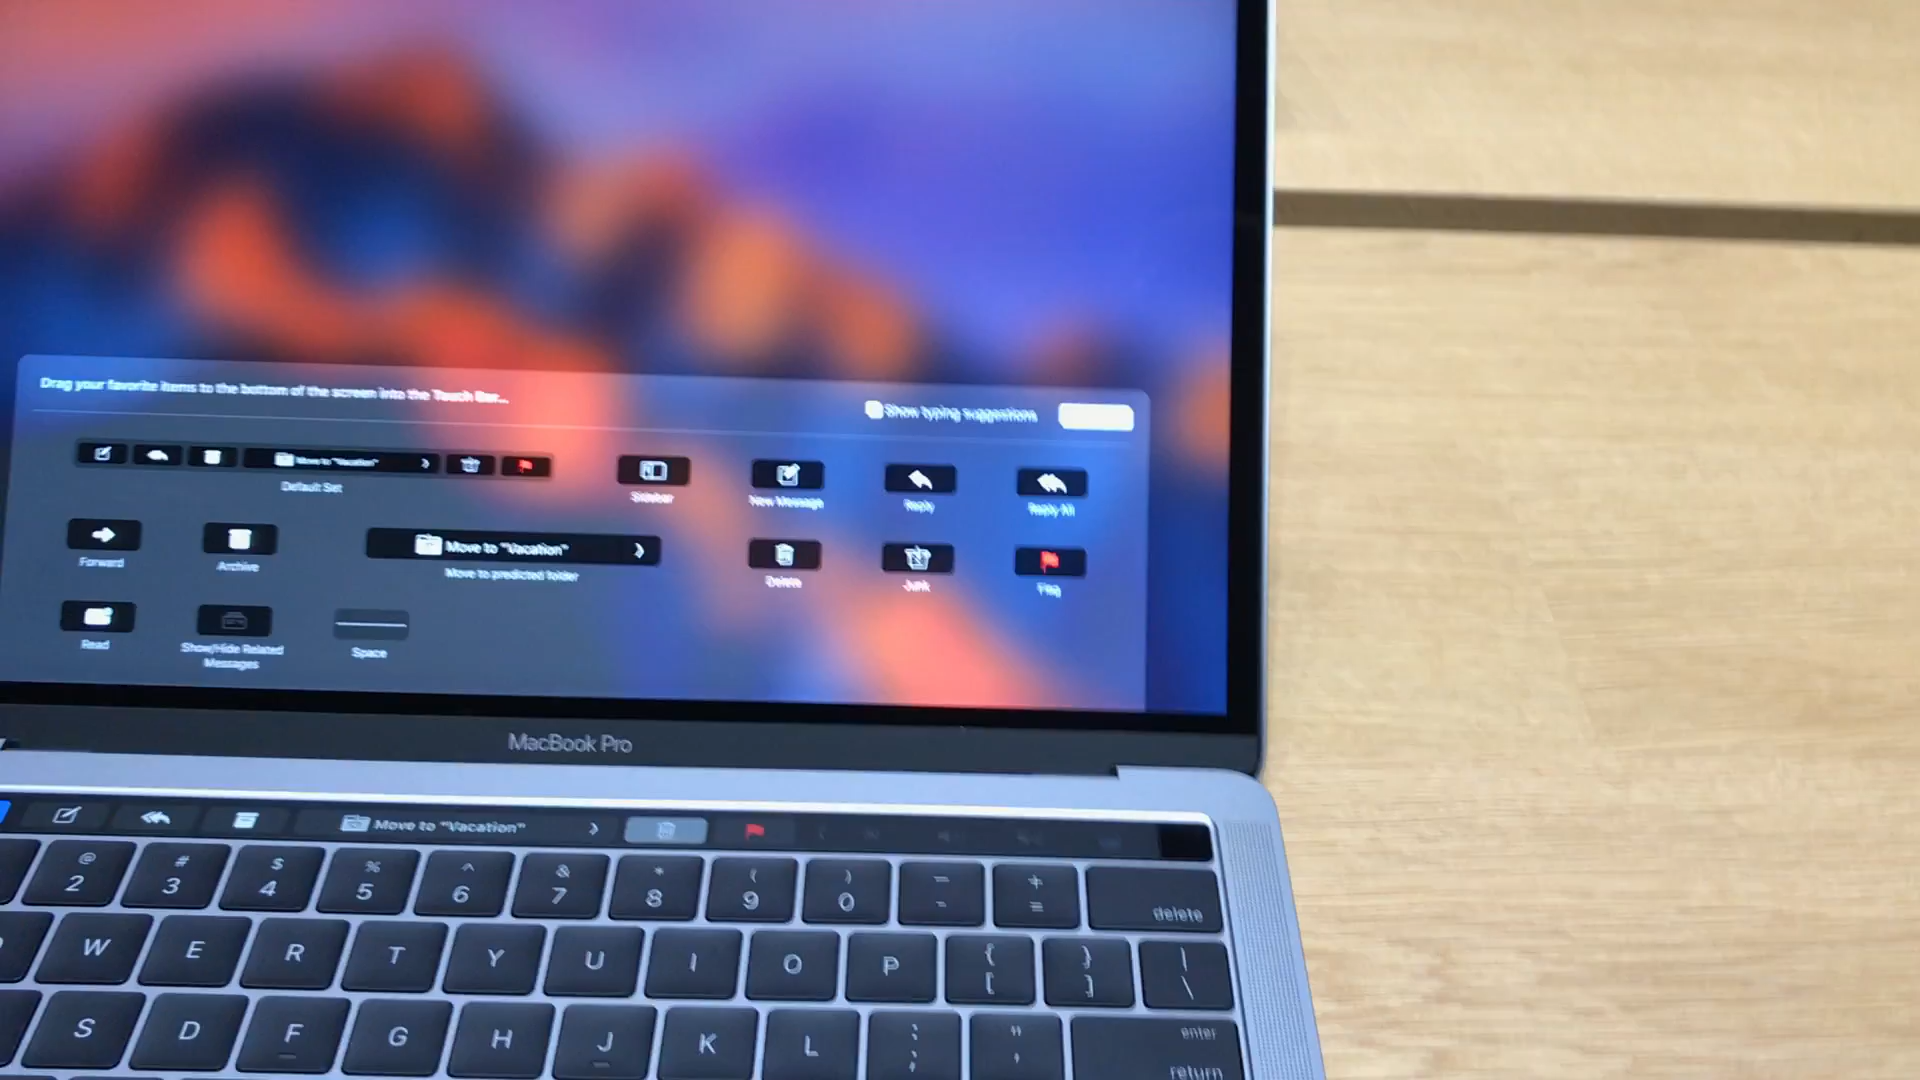 Drag your favorite items to the bottom of the screen into the Touch Bar...
Show typing suggestions
Move to "Vacation"
Default Set
Sidebar
New Message
Reply
Reply All
Forward
Archive
Move to "Vacation"
Move to predicted folder
Delete
Junk
Flag
Read
Show/Hide Related
Messages
Space
MacBook Pro
Move to "Vacation"
@ # $ % ^ & * ( ) — +
2 3 4 5 6 7 8 9 0 - = delete
W E R T Y U I O P { [ } ] | \
S D F G H J K L : ; " ' enter
return